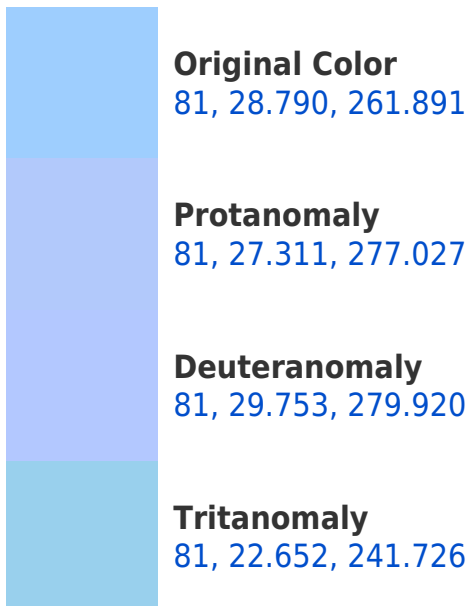 Original Color
81, 28.790, 261.891
Protanomaly
81, 27.311, 277.027
Deuteranomaly
81, 29.753, 279.920
Tritanomaly
81, 22.652, 241.726